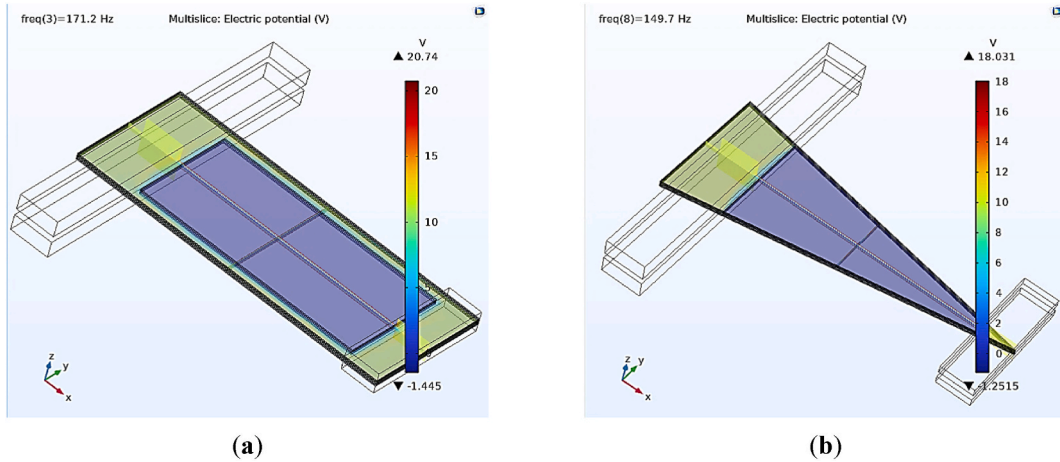 freq(3)=171.2 Hz Multislice: Electric potential (V)
V
▲ 20.74
20
15
10
5
0
▼ -1.445
z
y
x
(a)
freq(8)=149.7 Hz Multislice: Electric potential (V)
V
▲ 18.031
18
16
14
12
10
8
6
4
2
0
▼ -1.2515
z
y
x
(b)